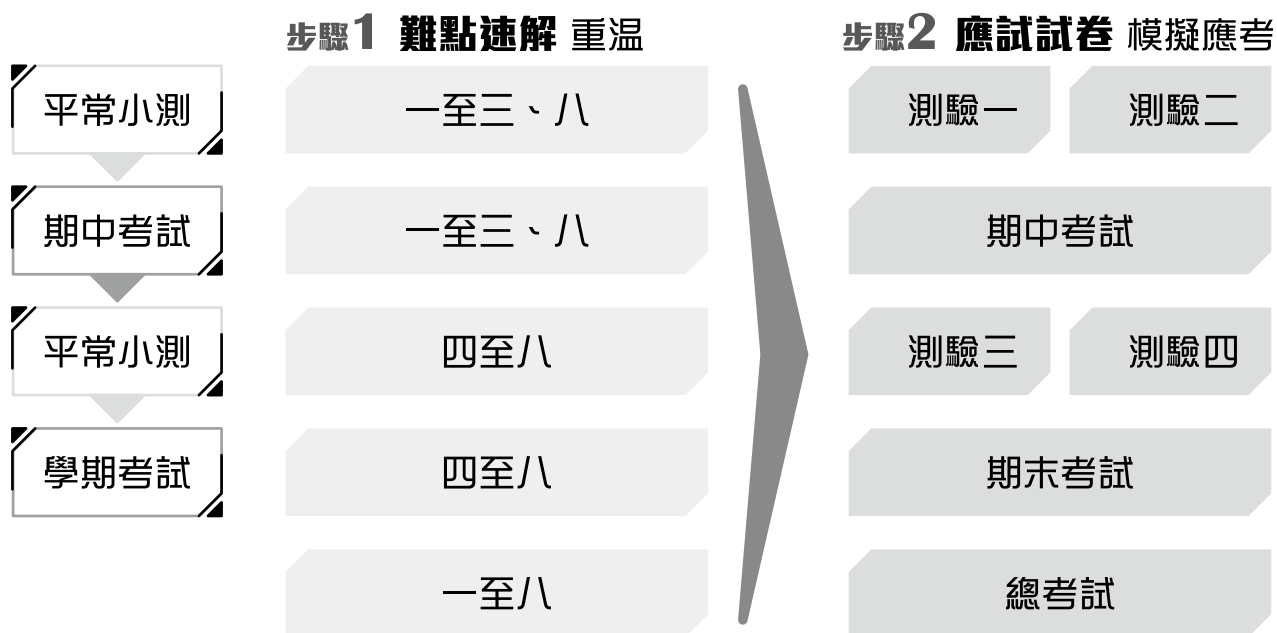 步驟1 難點速解 重温 步驟2 應試試卷 模擬應考
平常小測 一至三、八 測驗一 測驗二
期中考試 一至三、八 期中考試
平常小測 四至八 測驗三 測驗四
學期考試 四至八 期末考試
一至八 總考試